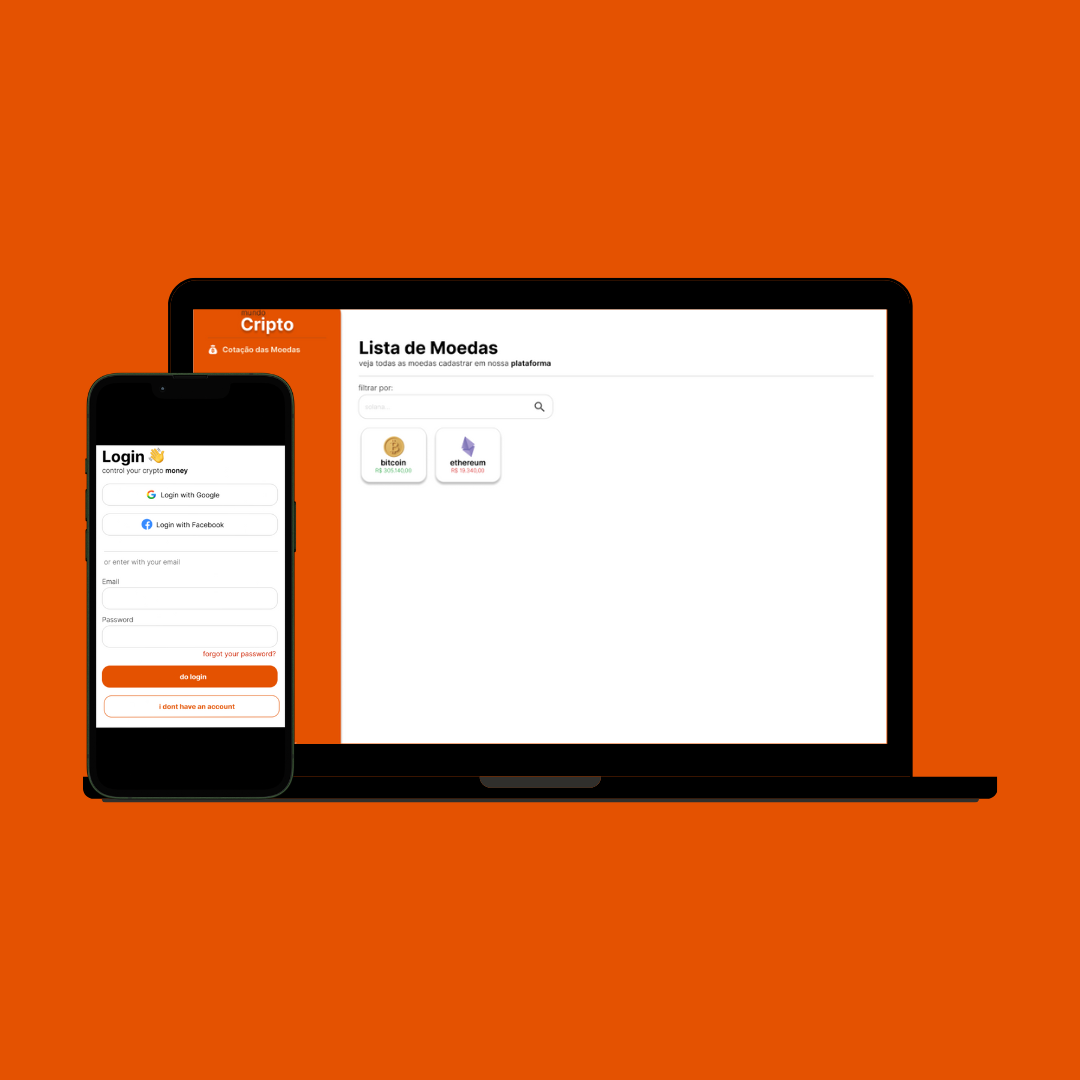 mundo
Cripto
Cotação das Moedas
Lista de Moedas
veja todas as moedas cadastrar em nossa plataforma
filtrar por:
bitcoin
R$ 305.140,00
ethereum
R$ 19.340,00
Login 👋
control your crypto money
Login with Google
Login with Facebook
or enter with your email
Email
Password
forgot your password?
do login
i dont have an account